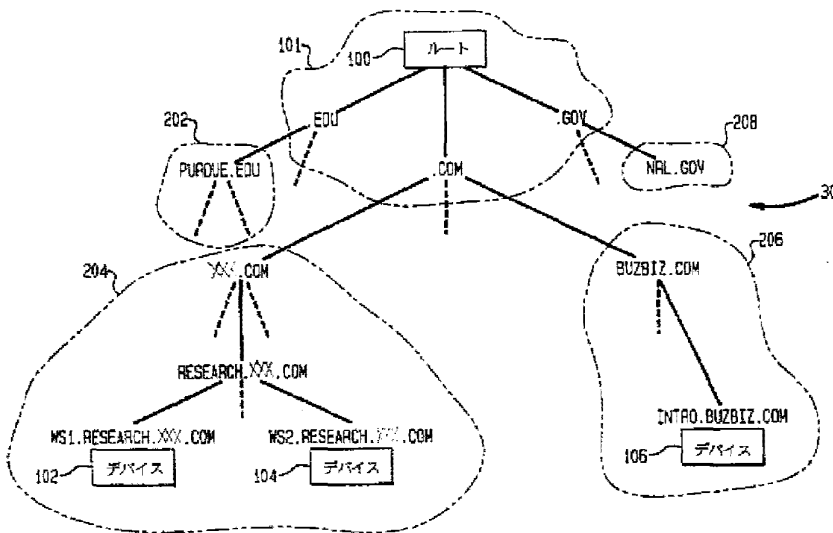 101
100
ルート
202
.EDU
.GOV
208
PURDUE.EDU
.COM
NRL.GOV
30
204
XXX.COM
BUZBIZ.COM
206
RESEARCH.XXX.COM
WS1.RESEARCH.XXX.COM
WS2.RESEARCH.XXX.COM
INTRO.BUZBIZ.COM
102
デバイス
104
デバイス
106
デバイス